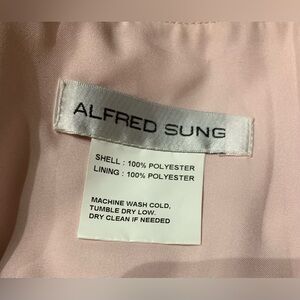 ALFRED SUNG
SHELL : 100% POLYESTER
LINING : 100% POLYESTER
MACHINE WASH COLD,
TUMBLE DRY LOW.
DRY CLEAN IF NEEDED